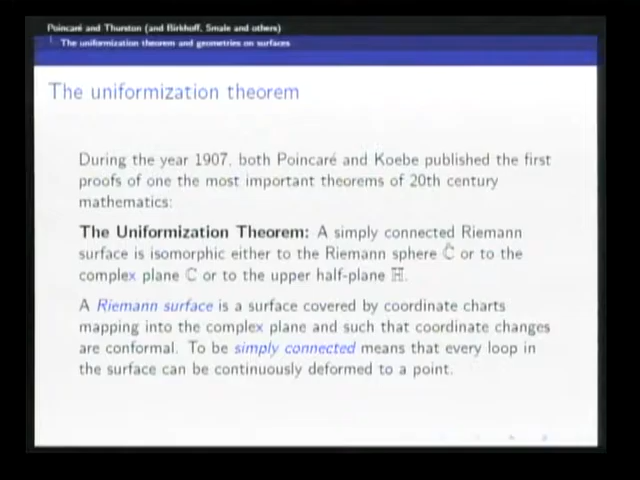 Poincaré and Thurston (and Birkhoff, Smale and others)
The uniformization theorem and geometries on surfaces
The uniformization theorem
During the year 1907, both Poincaré and Koebe published the first
proofs of one the most important theorems of 20th century
mathematics:
The Uniformization Theorem: A simply connected Riemann
surface is isomorphic either to the Riemann sphere Ĉ or to the
complex plane ℂ or to the upper half-plane ℍ.
A Riemann surface is a surface covered by coordinate charts
mapping into the complex plane and such that coordinate changes
are conformal. To be simply connected means that every loop in
the surface can be continuously deformed to a point.